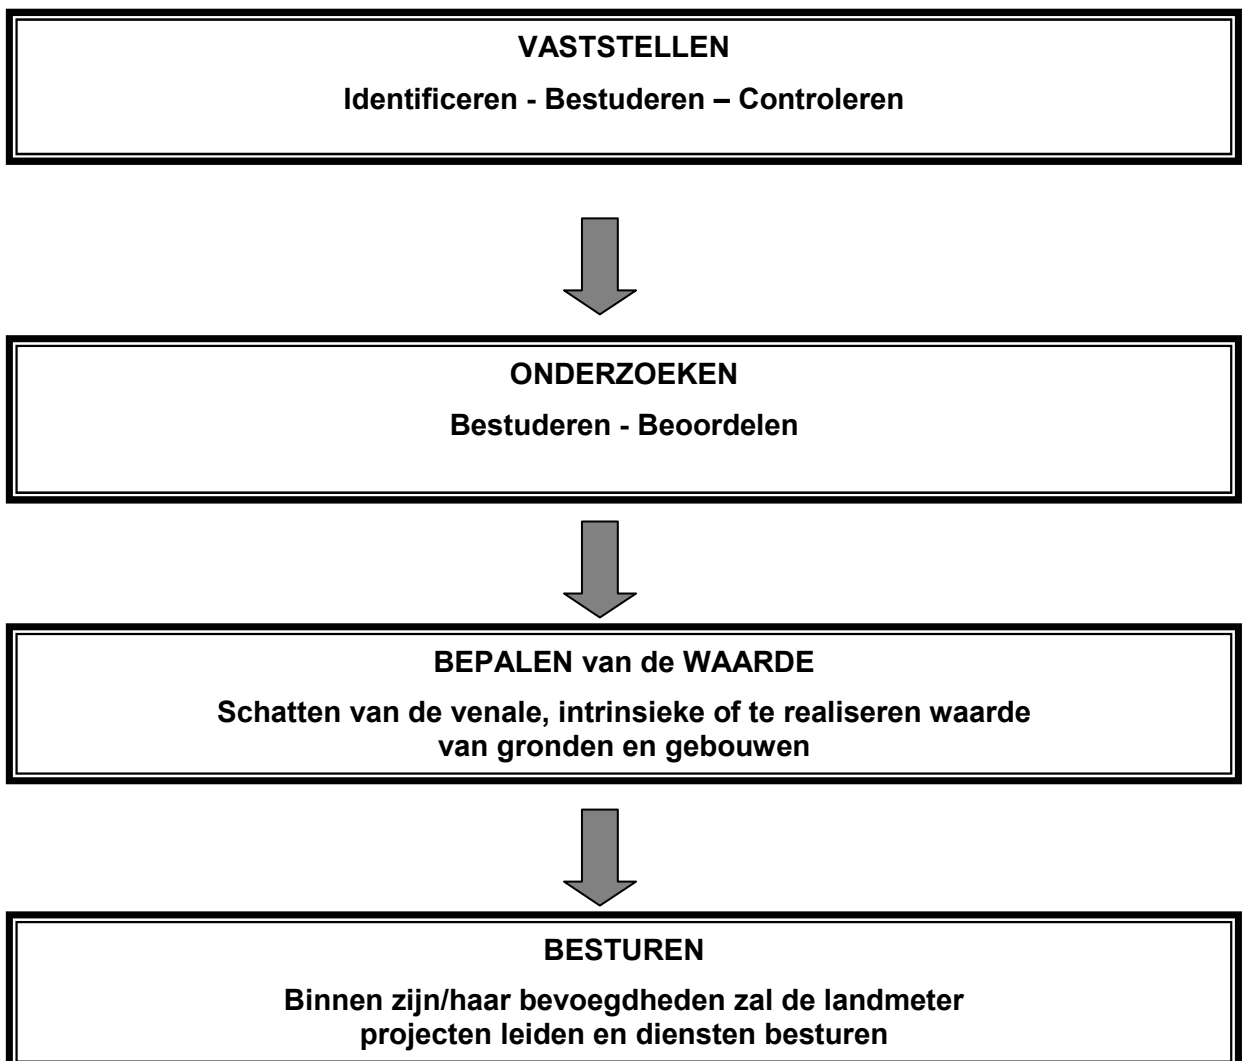 VASTSTELLEN
Identificeren - Bestuderen – Controleren
ONDERZOEKEN
Bestuderen - Beoordelen
BEPALEN van de WAARDE
Schatten van de venale, intrinsieke of te realiseren waarde
van gronden en gebouwen
BESTUREN
Binnen zijn/haar bevoegdheden zal de landmeter
projecten leiden en diensten besturen